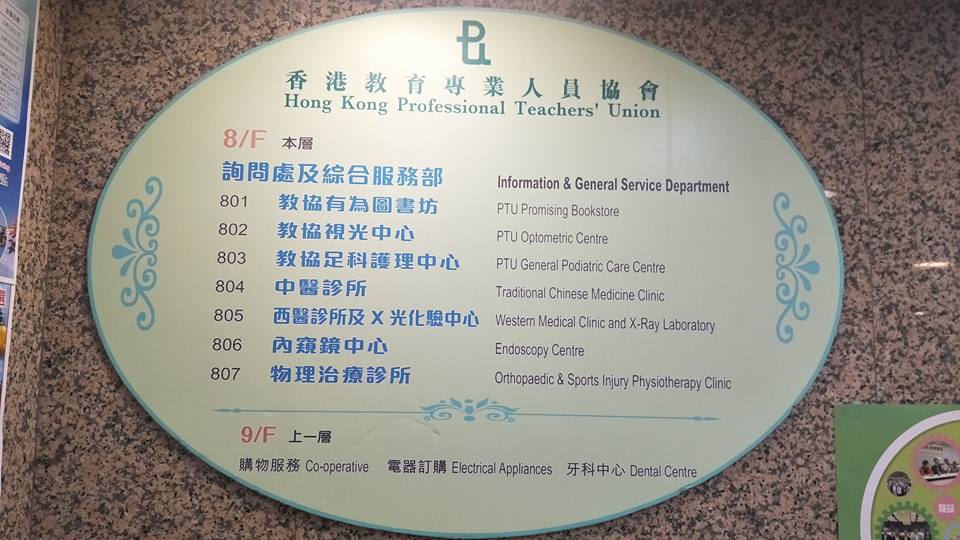 香港教育專業人員協會
Hong Kong Professional Teachers' Union
8/F 本層
詢問處及綜合服務部 Information & General Service Department
801 教協有為圖書坊 PTU Promising Bookstore
802 教協視光中心 PTU Optometric Centre
803 教協足科護理中心 PTU General Podiatric Care Centre
804 中醫診所 Traditional Chinese Medicine Clinic
805 西醫診所及 X 光化驗中心 Western Medical Clinic and X-Ray Laboratory
806 內窺鏡中心 Endoscopy Centre
807 物理治療診所 Orthopaedic & Sports Injury Physiotherapy Clinic
9/F 上一層
購物服務 Co-operative 電器訂購 Electrical Appliances 牙科中心 Dental Centre